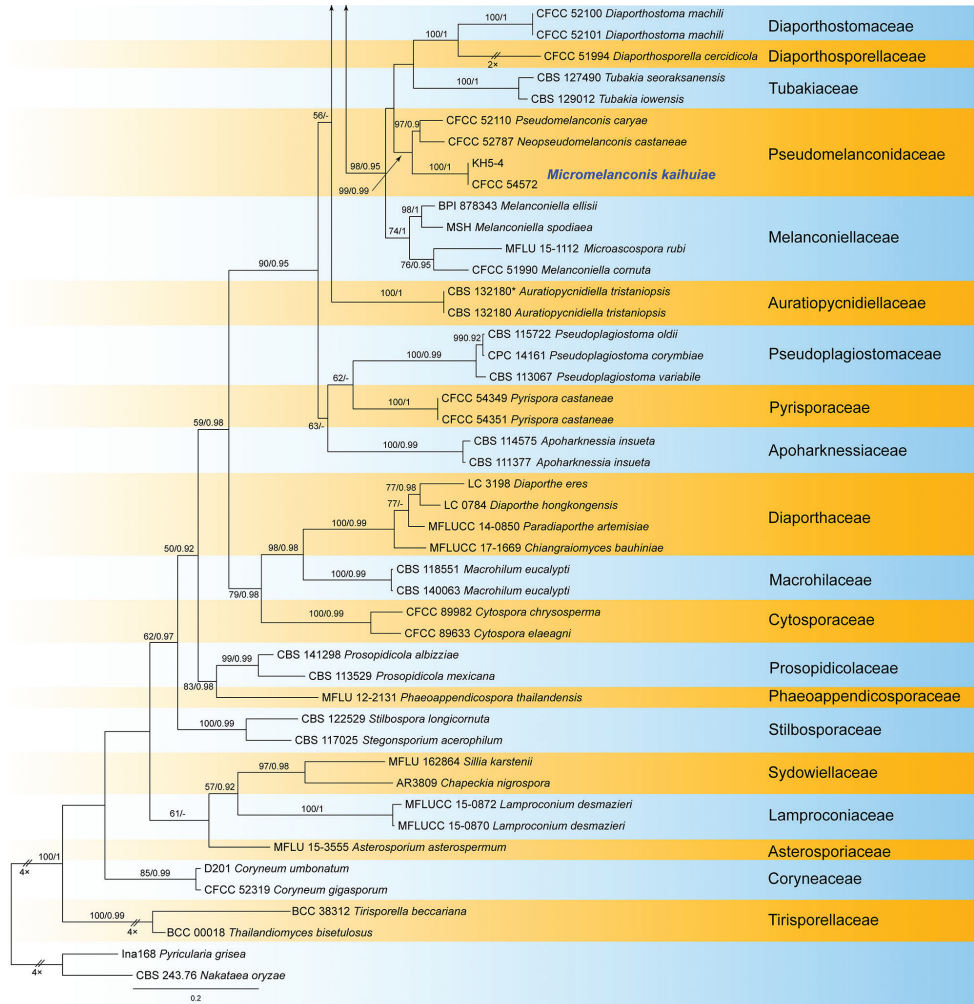 100/1
CFCC 52100 Diaporthostoma machili
CFCC 52101 Diaporthostoma machili
Diaporthostomaceae
CFCC 51994 Diaporthosporella cercidicola
2×
Diaporthosporellaceae
100/1
CBS 127490 Tubakia seoraksanensis
CBS 129012 Tubakia iowensis
Tubakiaceae
56/-
97/0.9
CFCC 52110 Pseudomelanconis caryae
CFCC 52787 Neopseudomelanconis castaneae
Pseudomelanconidaceae
98/0.95
99/0.99
100/1
KH5-4
CFCC 54572
Micromelanconis kaihuiae
98/1
BPI 878343 Melanconiella ellisii
MSH Melanconiella spodiaea
74/1
Melanconiellaceae
MFLU 15-1112 Microascospora rubi
76/0.95
CFCC 51990 Melanconiella cornuta
90/0.95
100/1
CBS 132180* Auratiopycnidiella tristaniopsis
CBS 132180 Auratiopycnidiella tristaniopsis
Auratiopycnidiellaceae
990.92
CBS 115722 Pseudoplagiostoma oldii
CPC 14161 Pseudoplagiostoma corymbiae
100/0.99
CBS 113067 Pseudoplagiostoma variabile
Pseudoplagiostomaceae
62/-
100/1
CFCC 54349 Pyrispora castaneae
CFCC 54351 Pyrispora castaneae
Pyrisporaceae
63/-
59/0.98
100/0.99
CBS 114575 Apoharknessia insueta
CBS 111377 Apoharknessia insueta
Apoharknessiaceae
77/0.98
LC 3198 Diaporthe eres
LC 0784 Diaporthe hongkongensis
77/-
MFLUCC 14-0850 Paradiaporthe artemisiae
100/0.99
MFLUCC 17-1669 Chiangraiomyces bauhiniae
Diaporthaceae
50/0.92
98/0.98
100/0.99
CBS 118551 Macrohilum eucalypti
CBS 140063 Macrohilum eucalypti
Macrohilaceae
79/0.98
100/0.99
CFCC 89982 Cytospora chrysosperma
CFCC 89633 Cytospora elaeagni
Cytosporaceae
62/0.97
99/0.99
CBS 141298 Prosopidicola albizziae
CBS 113529 Prosopidicola mexicana
Prosopidicolaceae
83/0.98
MFLU 12-2131 Phaeoappendicospora thailandensis
Phaeoappendicosporaceae
100/0.99
CBS 122529 Stilbospora longicornuta
CBS 117025 Stegonsporium acerophilum
Stilbosporaceae
97/0.98
MFLU 162864 Sillia karstenii
AR3809 Chapeckia nigrospora
Sydowiellaceae
57/0.92
100/1
MFLUCC 15-0872 Lamproconium desmazieri
MFLUCC 15-0870 Lamproconium desmazieri
Lamproconiaceae
61/-
MFLU 15-3555 Asterosporium asterospermum
Asterosporiaceae
100/1
4×
85/0.99
D201 Coryneum umbonatum
CFCC 52319 Coryneum gigasporum
Coryneaceae
100/0.99
4×
BCC 38312 Tirisporella beccariana
BCC 00018 Thailandiomyces bisetulosus
Tirisporellaceae
4×
Ina168 Pyricularia grisea
CBS 243.76 Nakataea oryzae
0.2